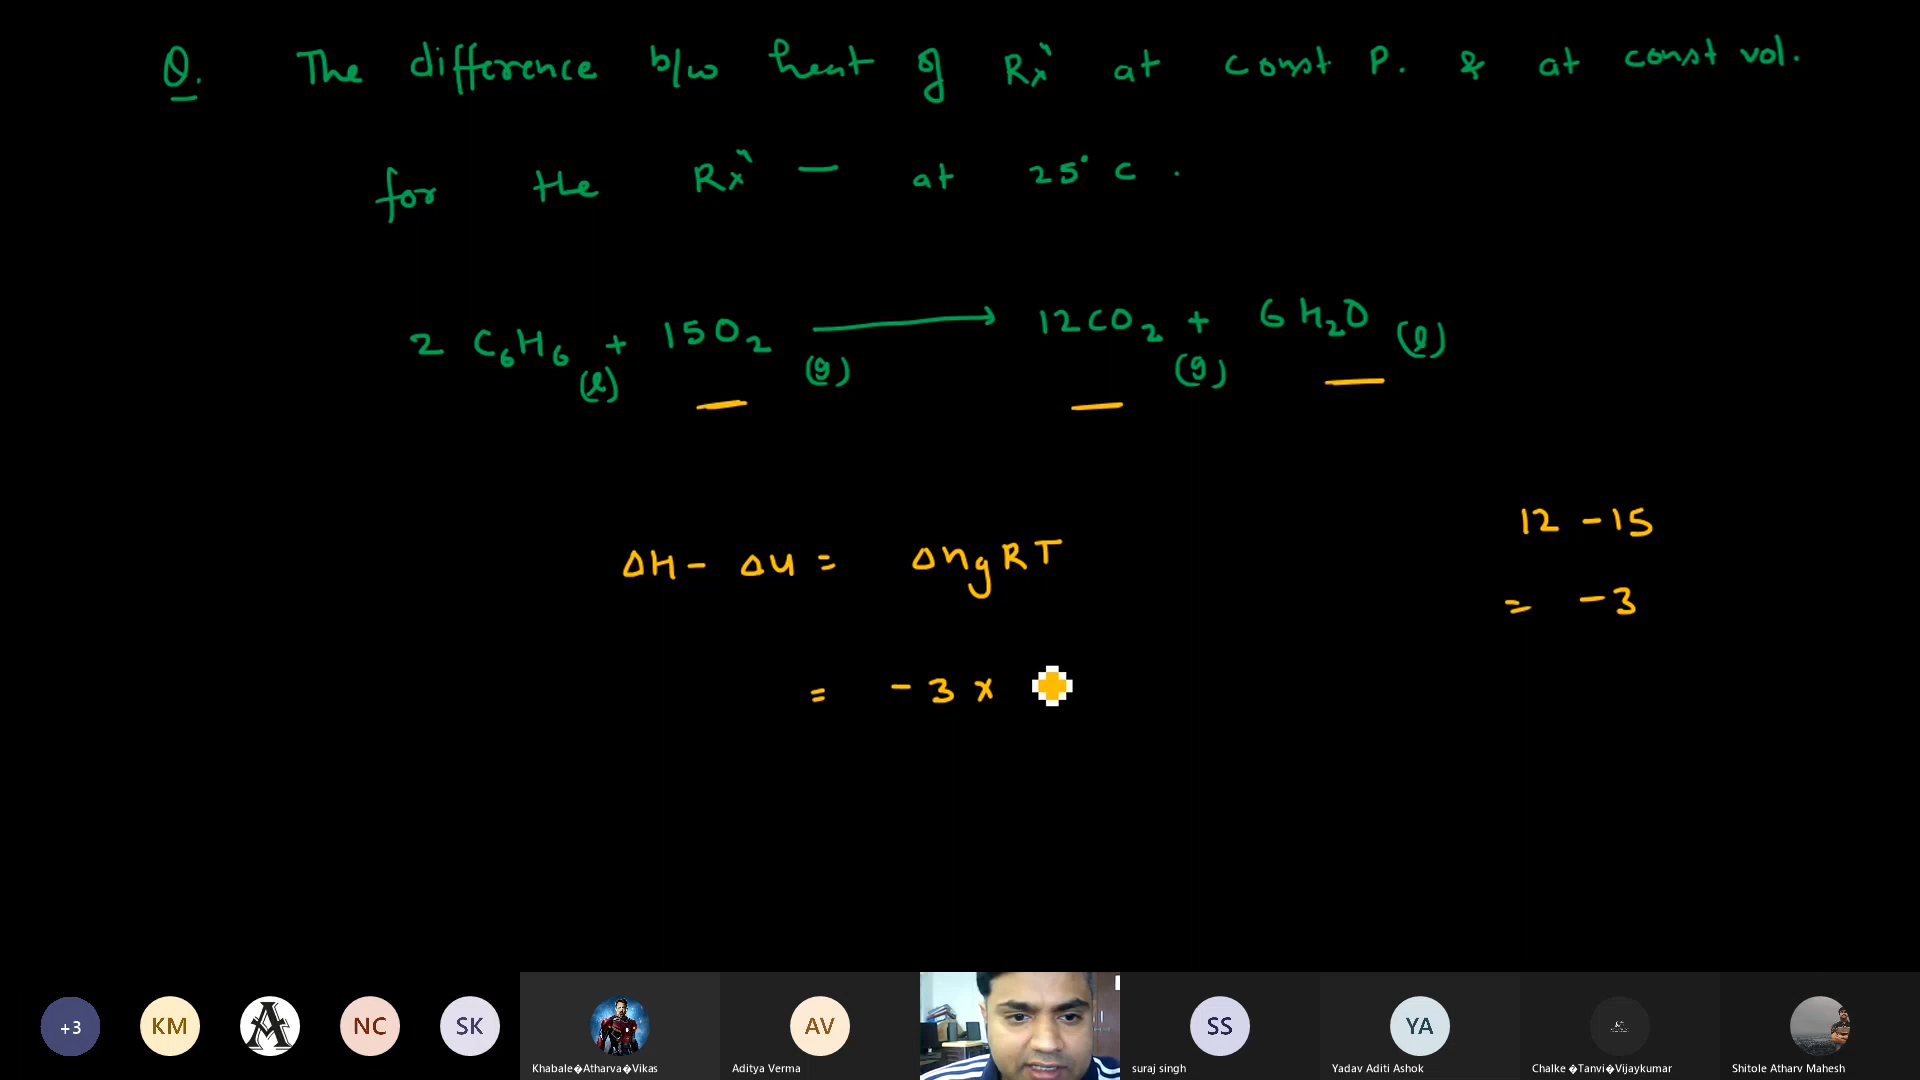 Q. The difference b/w heat of Rxⁿ at const P. & at const vol.
for the Rxⁿ — at 25°C.
2 C₆H₆ (l) + 15O₂ (g) ⟶ 12CO₂ (g) + 6H₂O (l)
12 - 15
ΔH - ΔU = ΔngRT
= -3
= -3 x
+3
KM
A
NC
SK
AV
SS
YA
Khabale�Atharva�Vikas
Aditya Verma
suraj singh
Yadav Aditi Ashok
Chalke �Tanvi�Vijaykumar
Shitole Atharv Mahesh